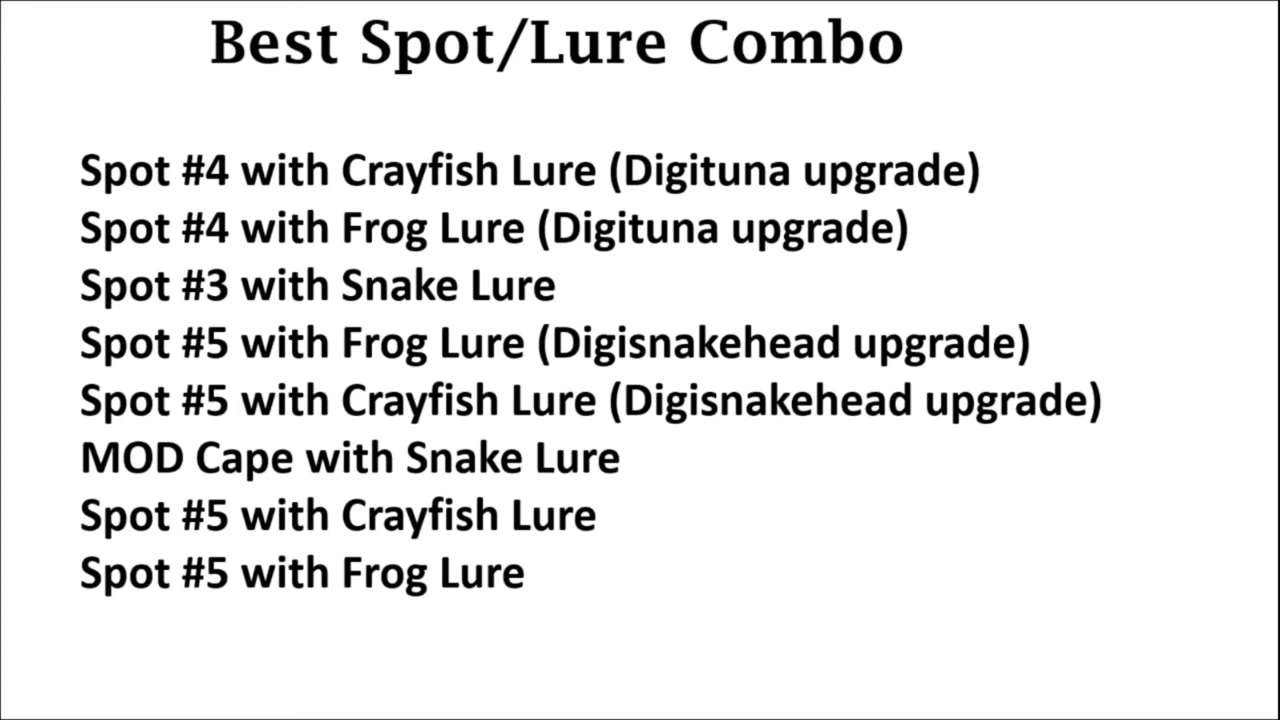 Best Spot/Lure Combo
Spot #4 with Crayfish Lure (Digituna upgrade)
Spot #4 with Frog Lure (Digituna upgrade)
Spot #3 with Snake Lure
Spot #5 with Frog Lure (Digisnakehead upgrade)
Spot #5 with Crayfish Lure (Digisnakehead upgrade)
MOD Cape with Snake Lure
Spot #5 with Crayfish Lure
Spot #5 with Frog Lure